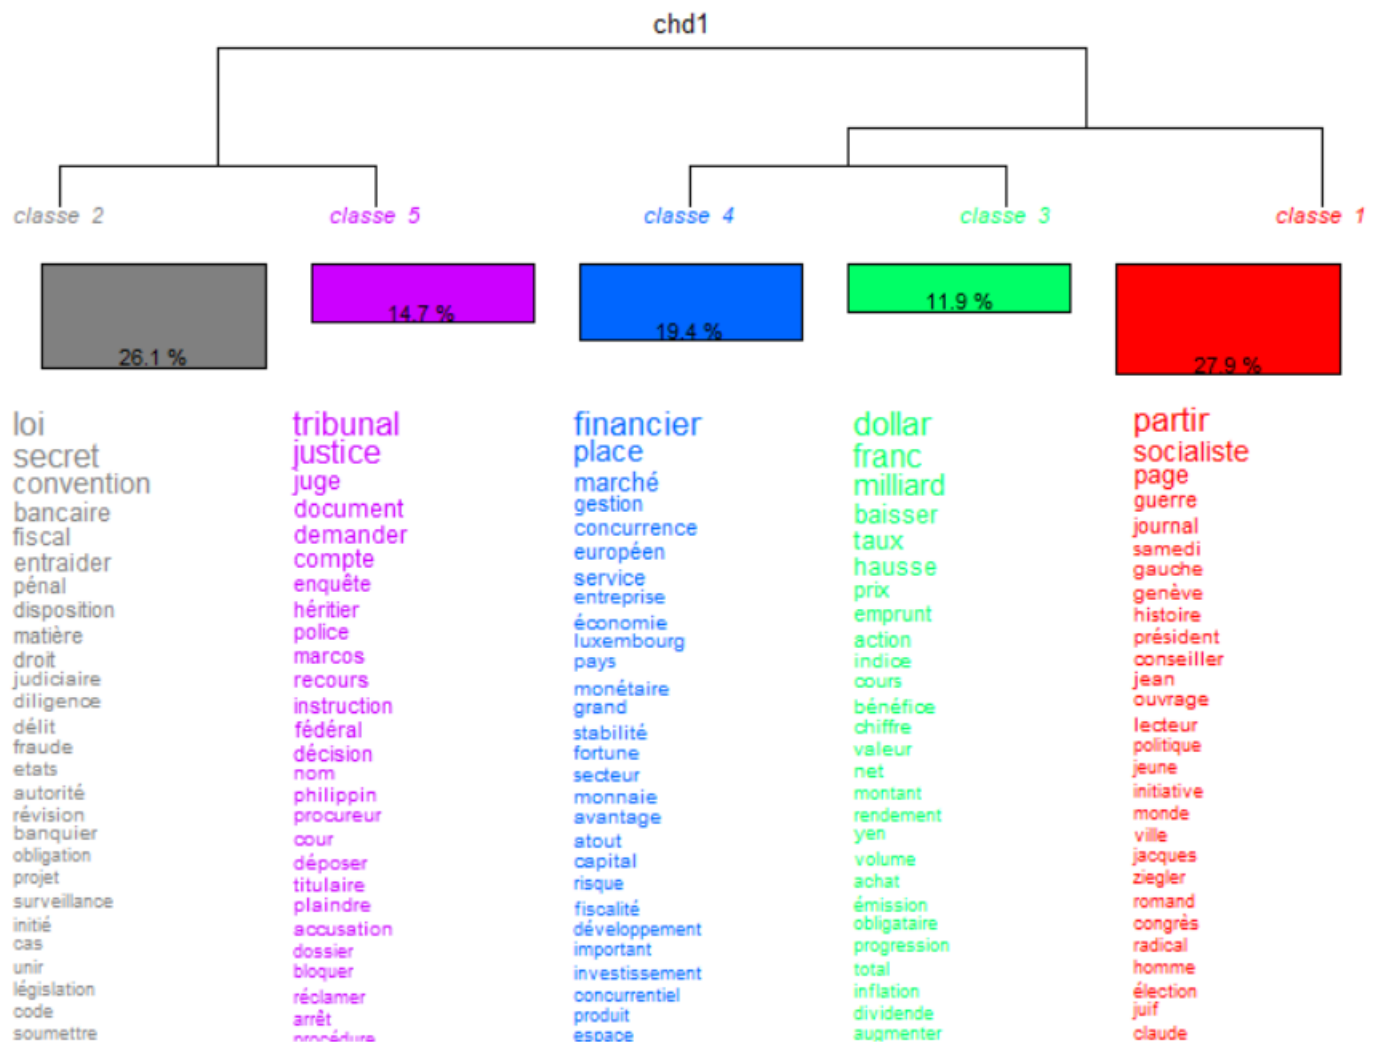 chd1
classe 2
classe 5
classe 4
classe 3
classe 1
26.1 %
14.7 %
19.4 %
11.9 %
27.9 %
loi
secret
convention
bancaire
fiscal
entraider
pénal
disposition
matière
droit
judiciaire
diligence
délit
fraude
etats
autorité
révision
banquier
obligation
projet
surveillance
initié
cas
unir
législation
code
soumettre
tribunal
justice
juge
document
demander
compte
enquête
héritier
police
marcos
recours
instruction
fédéral
décision
nom
philippin
procureur
cour
déposer
titulaire
plaindre
accusation
dossier
bloquer
réclamer
arrêt
procédure
financier
place
marché
gestion
concurrence
européen
service
entreprise
économie
luxembourg
pays
monétaire
grand
stabilité
fortune
secteur
monnaie
avantage
atout
capital
risque
fiscalité
développement
important
investissement
concurrentiel
produit
espace
dollar
franc
milliard
baisser
taux
hausse
prix
emprunt
action
indice
cours
bénéfice
chiffre
valeur
net
montant
rendement
yen
volume
achat
émission
obligataire
progression
total
inflation
dividende
augmenter
partir
socialiste
page
guerre
journal
samedi
gauche
genève
histoire
président
conseiller
jean
ouvrage
lecteur
politique
jeune
initiative
monde
ville
jacques
ziegler
romand
congrès
radical
homme
élection
juif
claude